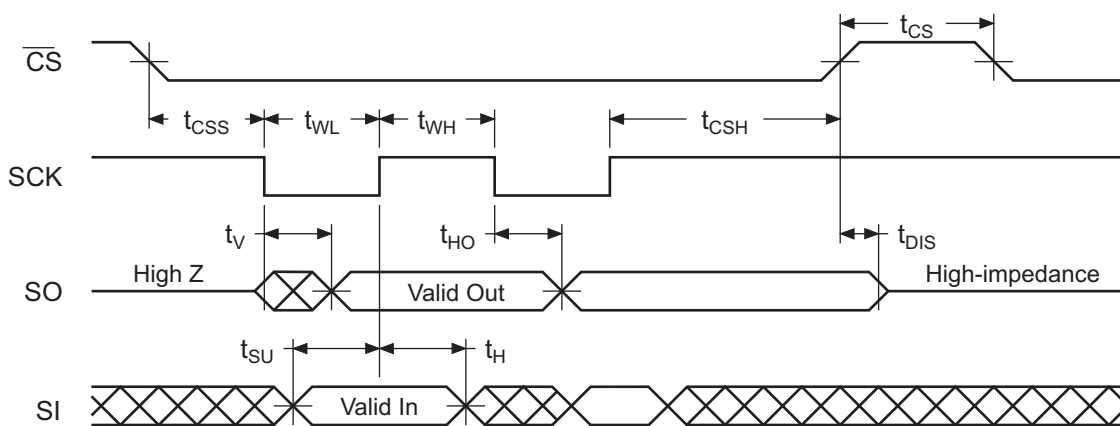 t_CS
C̅S̅
t_CSS t_WL t_WH t_CSH
SCK
t_V t_HO t_DIS
High Z High-impedance
SO Valid Out
t_SU t_H
SI Valid In